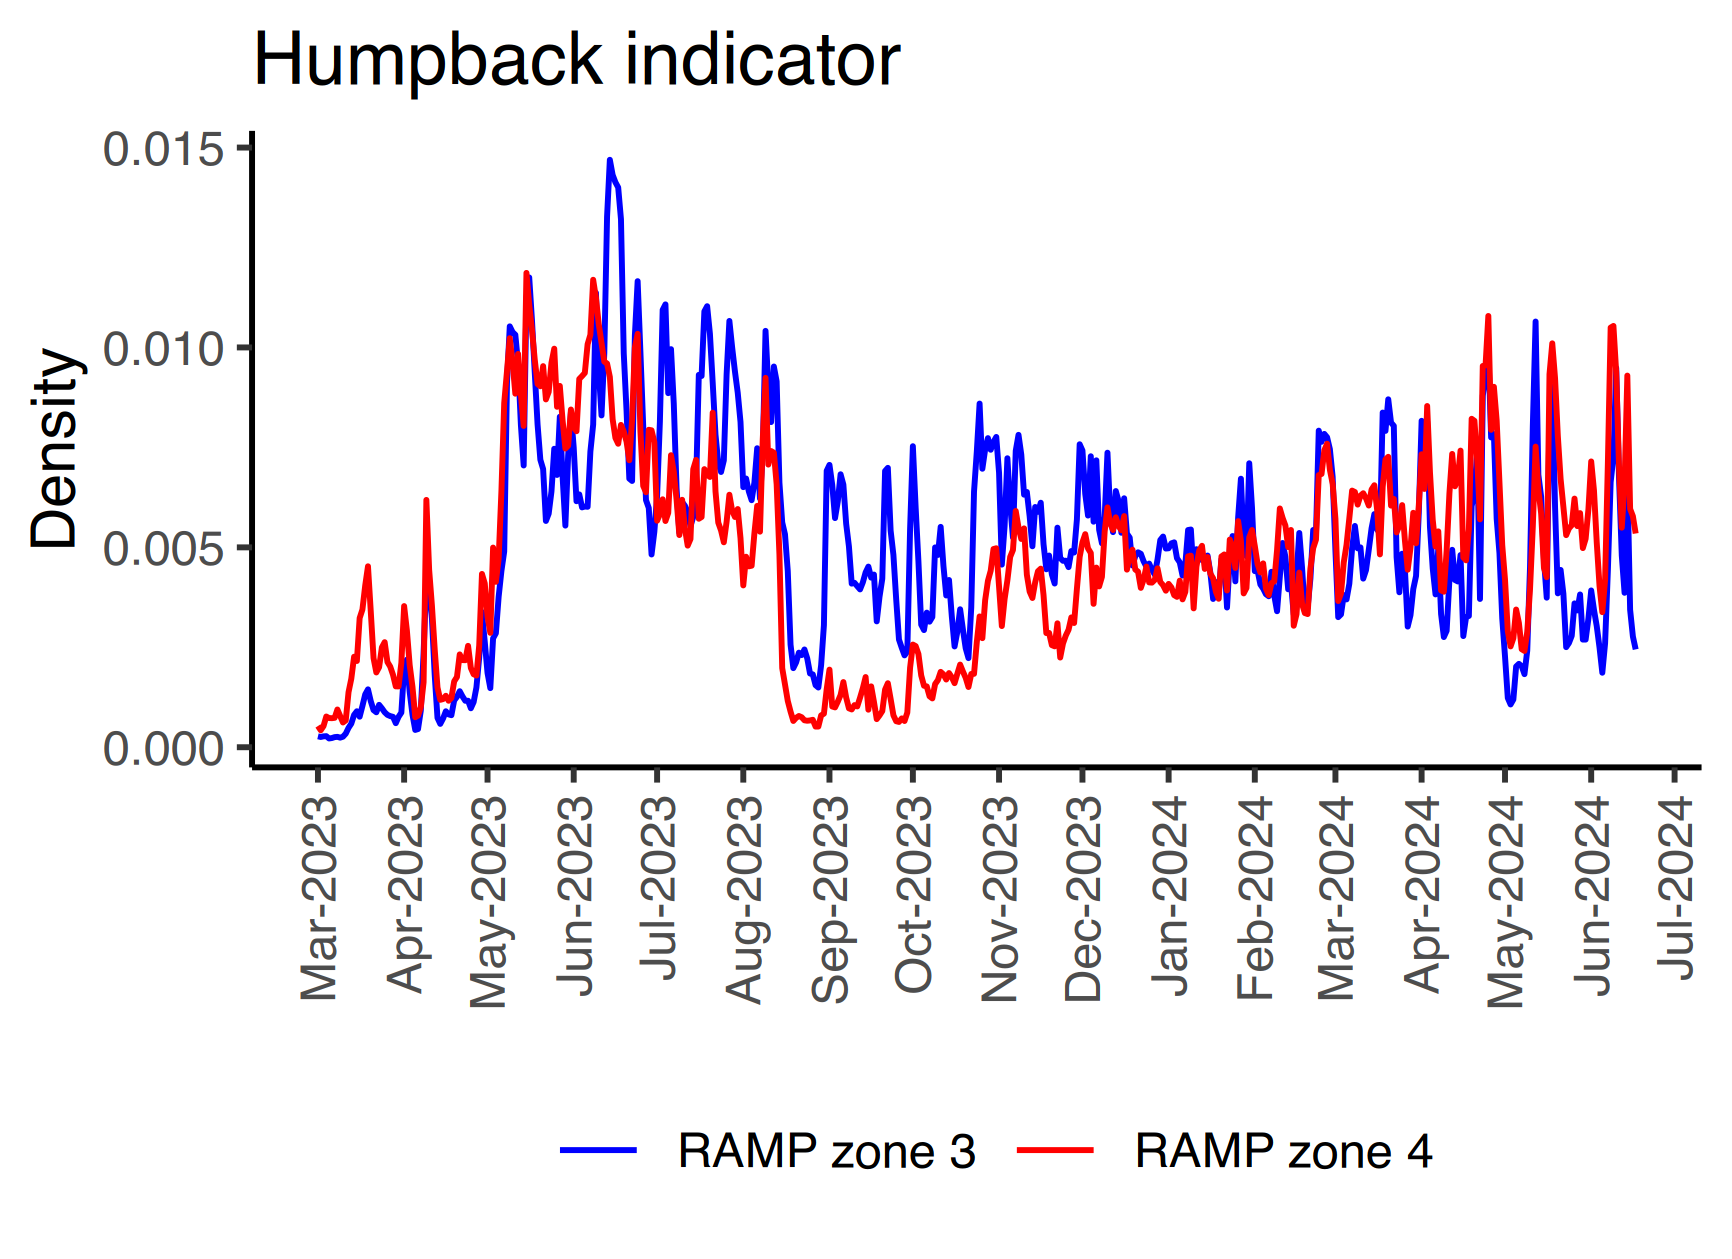 Humpback indicator
Density
0.015
0.010
0.005
0.000
Mar-2023
Apr-2023
May-2023
Jun-2023
Jul-2023
Aug-2023
Sep-2023
Oct-2023
Nov-2023
Dec-2023
Jan-2024
Feb-2024
Mar-2024
Apr-2024
May-2024
Jun-2024
Jul-2024
RAMP zone 3
RAMP zone 4